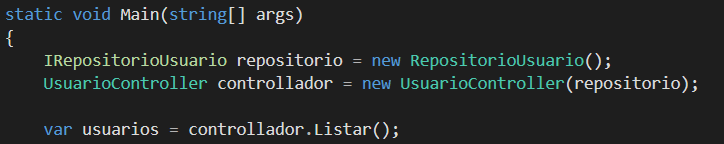 static void Main(string[] args)
{
IRepositorioUsuario repositorio = new RepositorioUsuario();
UsuarioController controllador = new UsuarioController(repositorio);
var usuarios = controllador.Listar();